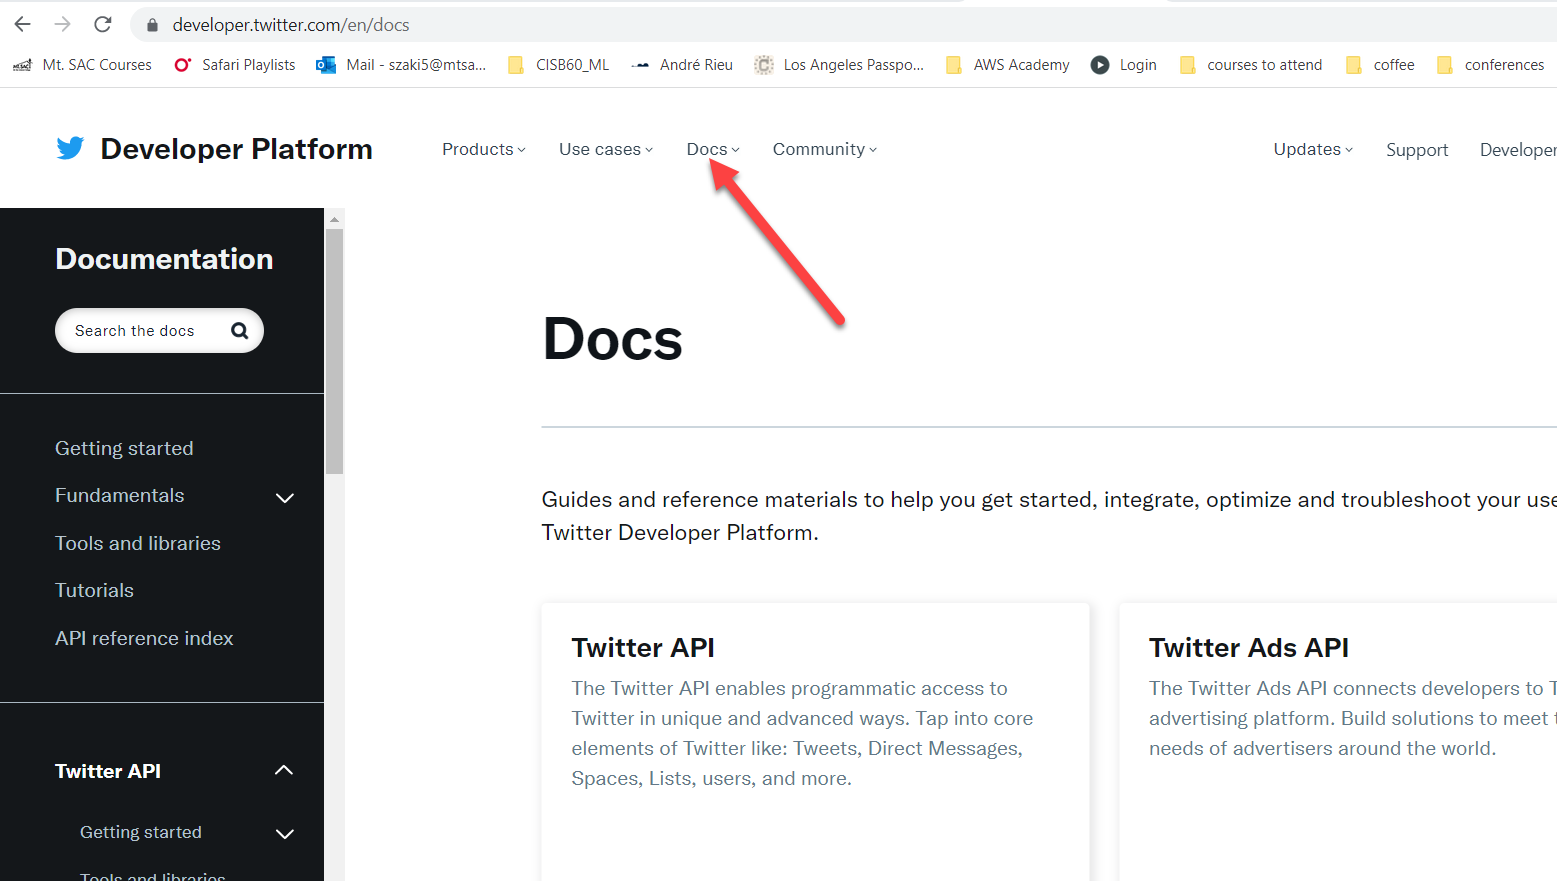 developer.twitter.com/en/docs
Mt. SAC Courses Safari Playlists Mail - szaki5@mtsa... CISB60_ML André Rieu Los Angeles Passpo... AWS Academy Login courses to attend coffee conferences
Developer Platform Products Use cases Docs Community Updates Support Developer
Documentation
Search the docs
Getting started
Fundamentals
Tools and libraries
Tutorials
API reference index
Twitter API
Getting started
Tools and libraries
Docs
Guides and reference materials to help you get started, integrate, optimize and troubleshoot your use
Twitter Developer Platform.
Twitter API
The Twitter API enables programmatic access to
Twitter in unique and advanced ways. Tap into core
elements of Twitter like: Tweets, Direct Messages,
Spaces, Lists, users, and more.
Twitter Ads API
The Twitter Ads API connects developers to T
advertising platform. Build solutions to meet t
needs of advertisers around the world.